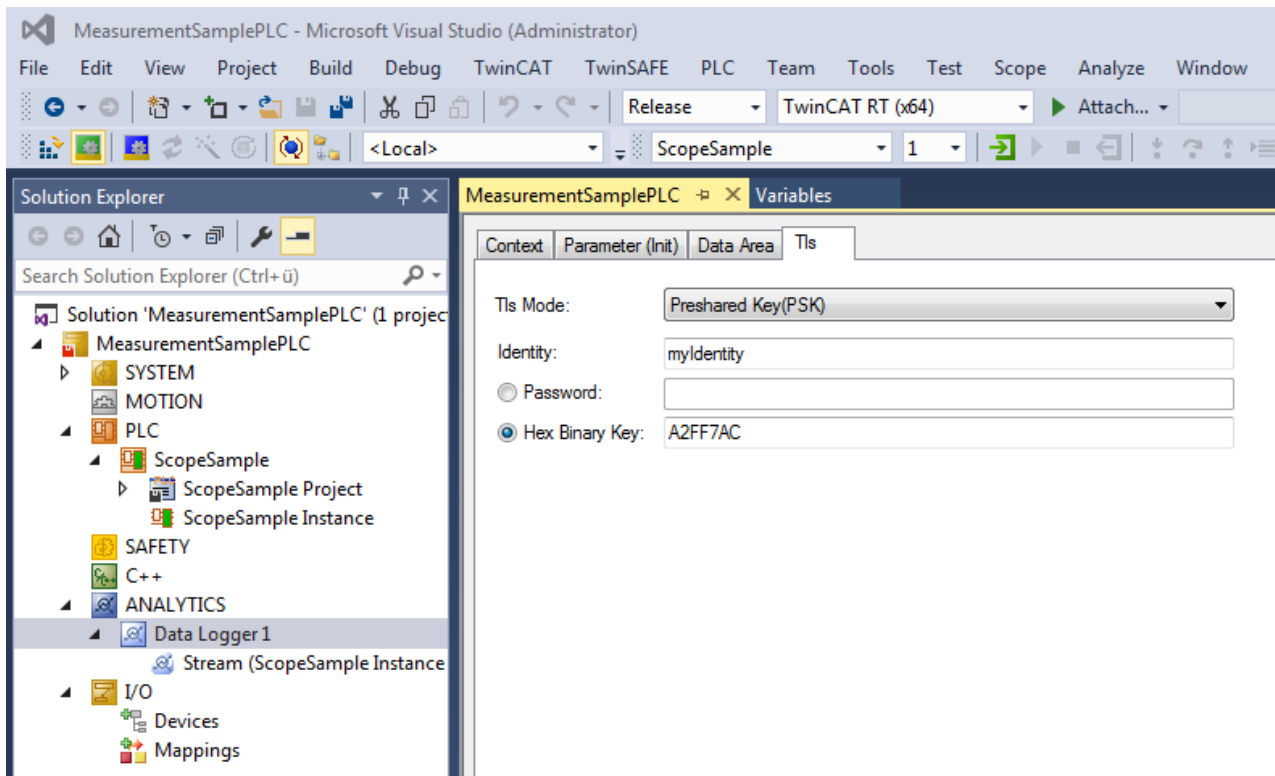 MeasurementSamplePLC - Microsoft Visual Studio (Administrator)
File Edit View Project Build Debug TwinCAT TwinSAFE PLC Team Tools Test Scope Analyze Window
Release TwinCAT RT (x64) Attach...
<Local> ScopeSample 1
Solution Explorer
Search Solution Explorer (Ctrl+ü)
Solution 'MeasurementSamplePLC' (1 projec
MeasurementSamplePLC
SYSTEM
MOTION
PLC
ScopeSample
ScopeSample Project
ScopeSample Instance
SAFETY
C++
ANALYTICS
Data Logger 1
Stream (ScopeSample Instance
I/O
Devices
Mappings
MeasurementSamplePLC Variables
Context Parameter (Init) Data Area Tls
Tls Mode: Preshared Key(PSK)
Identity: myIdentity
Password:
Hex Binary Key: A2FF7AC